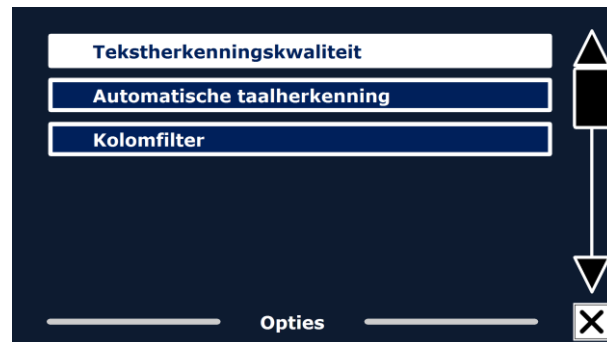 Tekstherkenningskwaliteit
Automatische taalherkenning
Kolomfilter
Opties